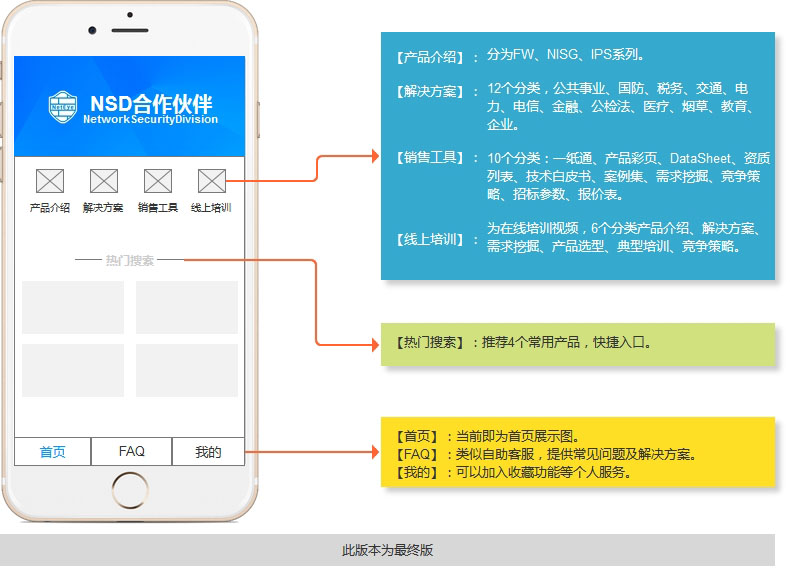 NetEye
NSD合作伙伴
NetworkSecurityDivision
产品介绍 解决方案 销售工具 线上培训
热门搜索
首页 FAQ 我的
【产品介绍】： 分为FW、NISG、IPS系列。
【解决方案】： 12个分类，公共事业、国防、税务、交通、电
力、电信、金融、公检法、医疗、烟草、教育、
企业。
【销售工具】： 10个分类：一纸通、产品彩页、DataSheet、资质
列表、技术白皮书、案例集、需求挖掘、竞争策
略、招标参数、报价表。
【线上培训】： 为在线培训视频，6个分类产品介绍、解决方案、
需求挖掘、产品选型、典型培训、竞争策略。
【热门搜索】：推荐4个常用产品，快捷入口。
【首页】：当前即为首页展示图。
【FAQ】：类似自助客服，提供常见问题及解决方案。
【我的】：可以加入收藏功能等个人服务。
此版本为最终版